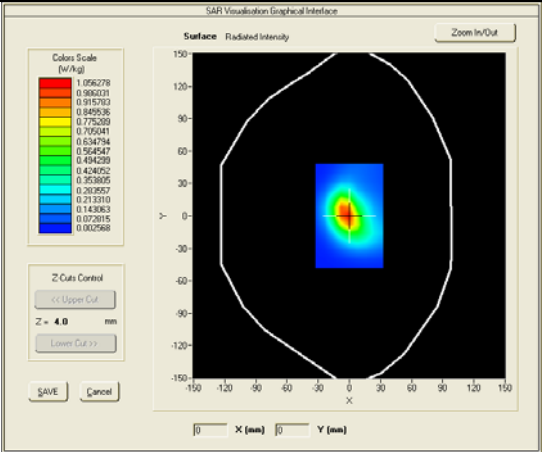 SAR Visualisation Graphical Interface
Surface Radiated Intensity
Zoom In/Out
Colors Scale
(W/kg)
1.056278
0.986031
0.915783
0.845536
0.775289
0.705041
0.634794
0.564547
0.494299
0.424052
0.353805
0.283557
0.213310
0.143063
0.072815
0.002568
Z-Cuts Control
<< Upper Cut
Z = 4.0 mm
Lower Cut >>
SAVE Cancel
150-
120-
90-
60-
30-
0-
-30-
-60-
-90-
-120-
-150-
Y
-150 -120 -90 -60 -30 0 30 60 90 120 150
X
0 X (mm) 0 Y (mm)